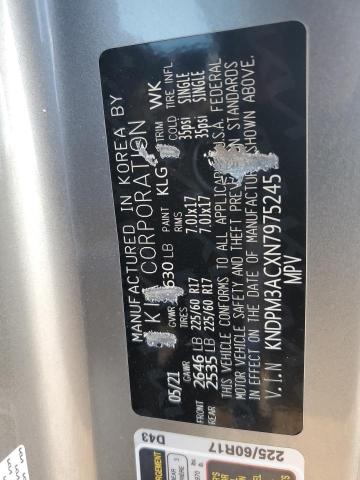 MANUFACTURED IN KOREA BY
KI CORPORATION
05/21 GVWR 630 LB PAINT KLG TRIM WK
GAWR TIRES RIMS COLD TIRE INFL
FRONT 2646 LB 225/60 R17 7.0Jx17 35psi SINGLE
REAR 2535 LB 225/60 R17 7.0Jx17 35psi SINGLE
THIS VEHICLE CONFORMS TO ALL APPLICABLE U.S.A. FEDERAL
MOTOR VEHICLE SAFETY AND THEFT PREVENTION STANDARDS
IN EFFECT ON THE DATE OF MANUFACTURE SHOWN ABOVE.
V.I.N KNDPM3ACXN7975245
MPV
D43
225/60R17